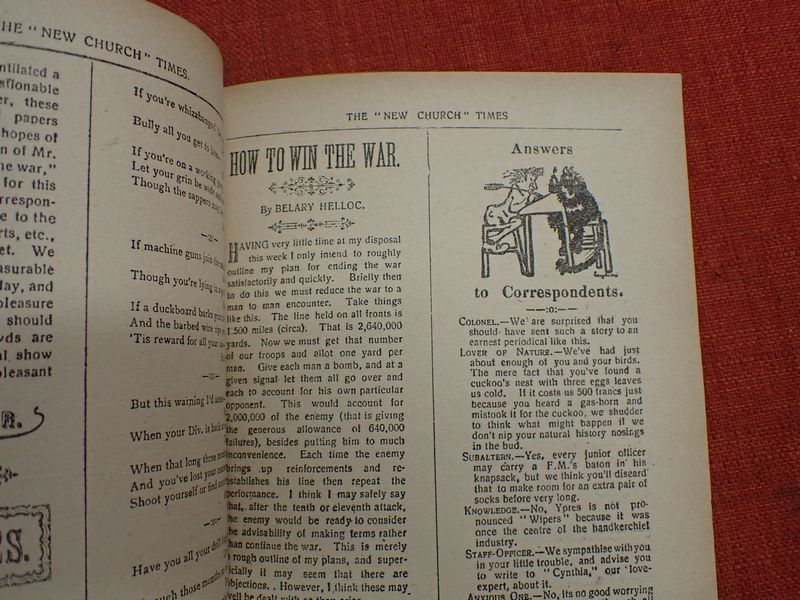 THE "NEW CHURCH" TIMES.
ntilated a
er, these
papers
hopes of
n of Mr.
ne war,"
for this
rrespon-
e to the
rts, etc.,
et. We
asurable
day, and
pleasure
should
ds are
show
pleasant
R.
S.
If you're whizzbanged
Bully all you get to
If you're on a working
Let your grin be wide
Though the sappers
—:o:—
If machine guns join the
Though you're lying in
If a duckboard barks
And the barbed wire
'Tis reward for all your
But this warning I'd
When your Div. is back
When that long three
And you've lost your
Shoot yourself or find
Have you all your
those
THE "NEW CHURCH" TIMES
HOW TO WIN THE WAR.
By BELARY HELLOC.
HAVING very little time at my disposal
this week I only intend to roughly
outline my plan for ending the war
satisfactorily and quickly. Briefly then
to do this we must reduce the war to a
man to man encounter. Take things
like this. The line held on all fronts is
1.500 miles (circa). That is 2,640,000
yards. Now we must get that number
of our troops and allot one yard per
man. Give each man a bomb, and at a
given signal let them all go over and
each to account for his own particular
opponent. This would account for
2,000,000 of the enemy (that is giving
the generous allowance of 640,000
failures), besides putting him to much
inconvenience. Each time the enemy
brings up reinforcements and re-
establishes his line then repeat the
performance. I think I may safely say
that, after the tenth or eleventh attack,
the enemy would be ready to consider
the advisability of making terms rather
than continue the war. This is merely
a rough outline of my plans, and super-
ficially it may seem that there are
objections. However, I think these may
well be dealt with
Answers
to Correspondents.
—:o:—
COLONEL.—We are surprised that you
should have sent such a story to an
earnest periodical like this.
LOVER OF NATURE.—We've had just
about enough of you and your birds.
The mere fact that you've found a
cuckoo's nest with three eggs leaves
us cold. If it costs us 500 francs just
because you heard a gas-horn and
mistook it for the cuckoo, we shudder
to think what might happen if we
don't nip your natural history nosings
in the bud.
SUBALTERN.—Yes, every junior officer
may carry a F.M.'s baton in his
knapsack, but we think you'll discard
that to make room for an extra pair of
socks before very long.
KNOWLEDGE.—No, Ypres is not pro-
nounced "Wipers" because it was
once the centre of the handkerchief
industry.
STAFF-OFFICER.—We sympathise with you
in your little trouble, and advise you
to write to "Cynthia," our love-
expert, about it.
ANXIOUS ONE.—No, its no good worrying